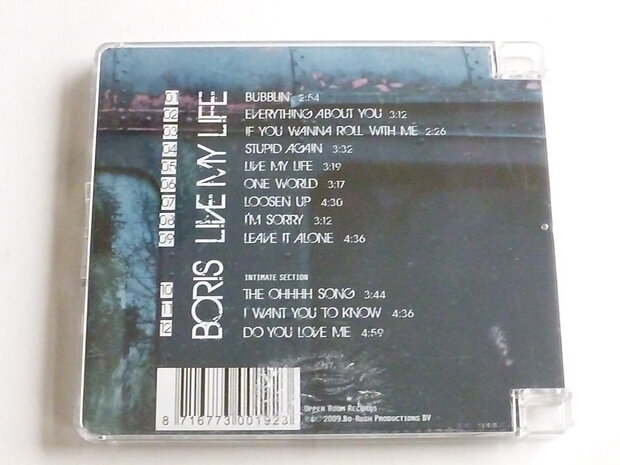 BORIS LIVE MY LIFE
01 BUBBLIN' 2:54
02 EVERYTHING ABOUT YOU 3:12
03 IF YOU WANNA ROLL WITH ME 2:26
04 STUPID AGAIN 3:32
05 LIVE MY LIFE 3:19
06 ONE WORLD 3:17
07 LOOSEN UP 4:30
08 I'M SORRY 3:12
09 LEAVE IT ALONE 4:36
INTIMATE SECTION
10 THE OHHHH SONG 3:44
11 I WANT YOU TO KNOW 4:36
12 DO YOU LOVE ME 4:59
UPPER ROOM RECORDS
2009.BO-RUSH PRODUCTIONS BV
8 716773 001923